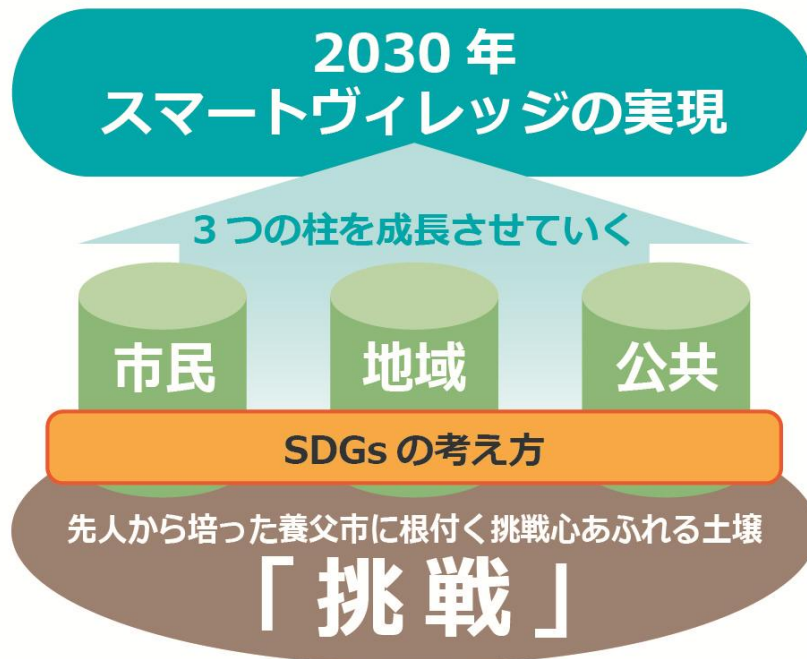 2030 年
スマートヴィレッジの実現
３つの柱を成長させていく
市民
地域
公共
SDGs の考え方
先人から培った養父市に根付く挑戦心あふれる土壌
「挑戦」